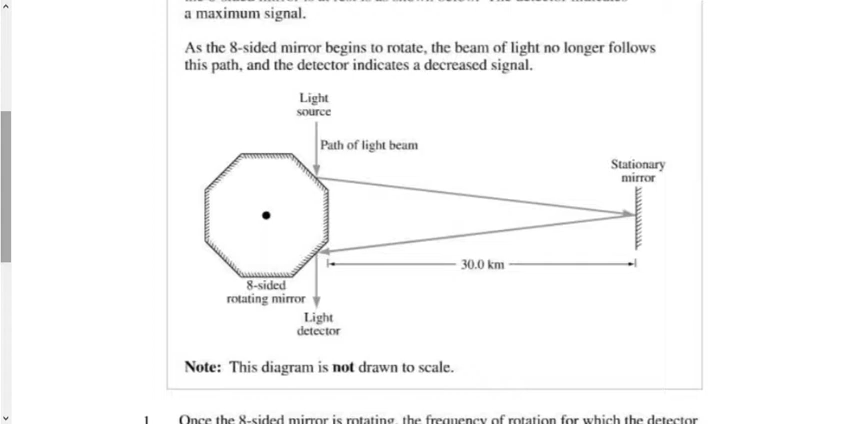 a maximum signal.
As the 8-sided mirror begins to rotate, the beam of light no longer follows
this path, and the detector indicates a decreased signal.
Light
source
Path of light beam
Stationary
mirror
30.0 km
8-sided
rotating mirror
Light
detector
Note: This diagram is not drawn to scale.
1 Once the 8-sided mirror is rotating, the frequency of rotation for which the detector